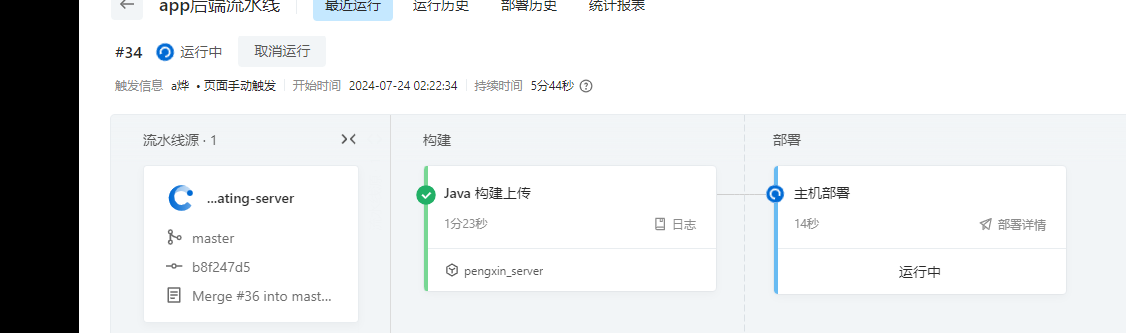 app后端流水线 最近运行 运行历史 部署历史 统计报表
#34 运行中 取消运行
触发信息 a烨 • 页面手动触发 开始时间 2024-07-24 02:22:34 持续时间 5分44秒
流水线源 · 1 构建 部署
...ating-server
master
b8f247d5
Merge #36 into mast...
Java 构建上传
1分23秒 日志
pengxin_server
主机部署
14秒 部署详情
运行中